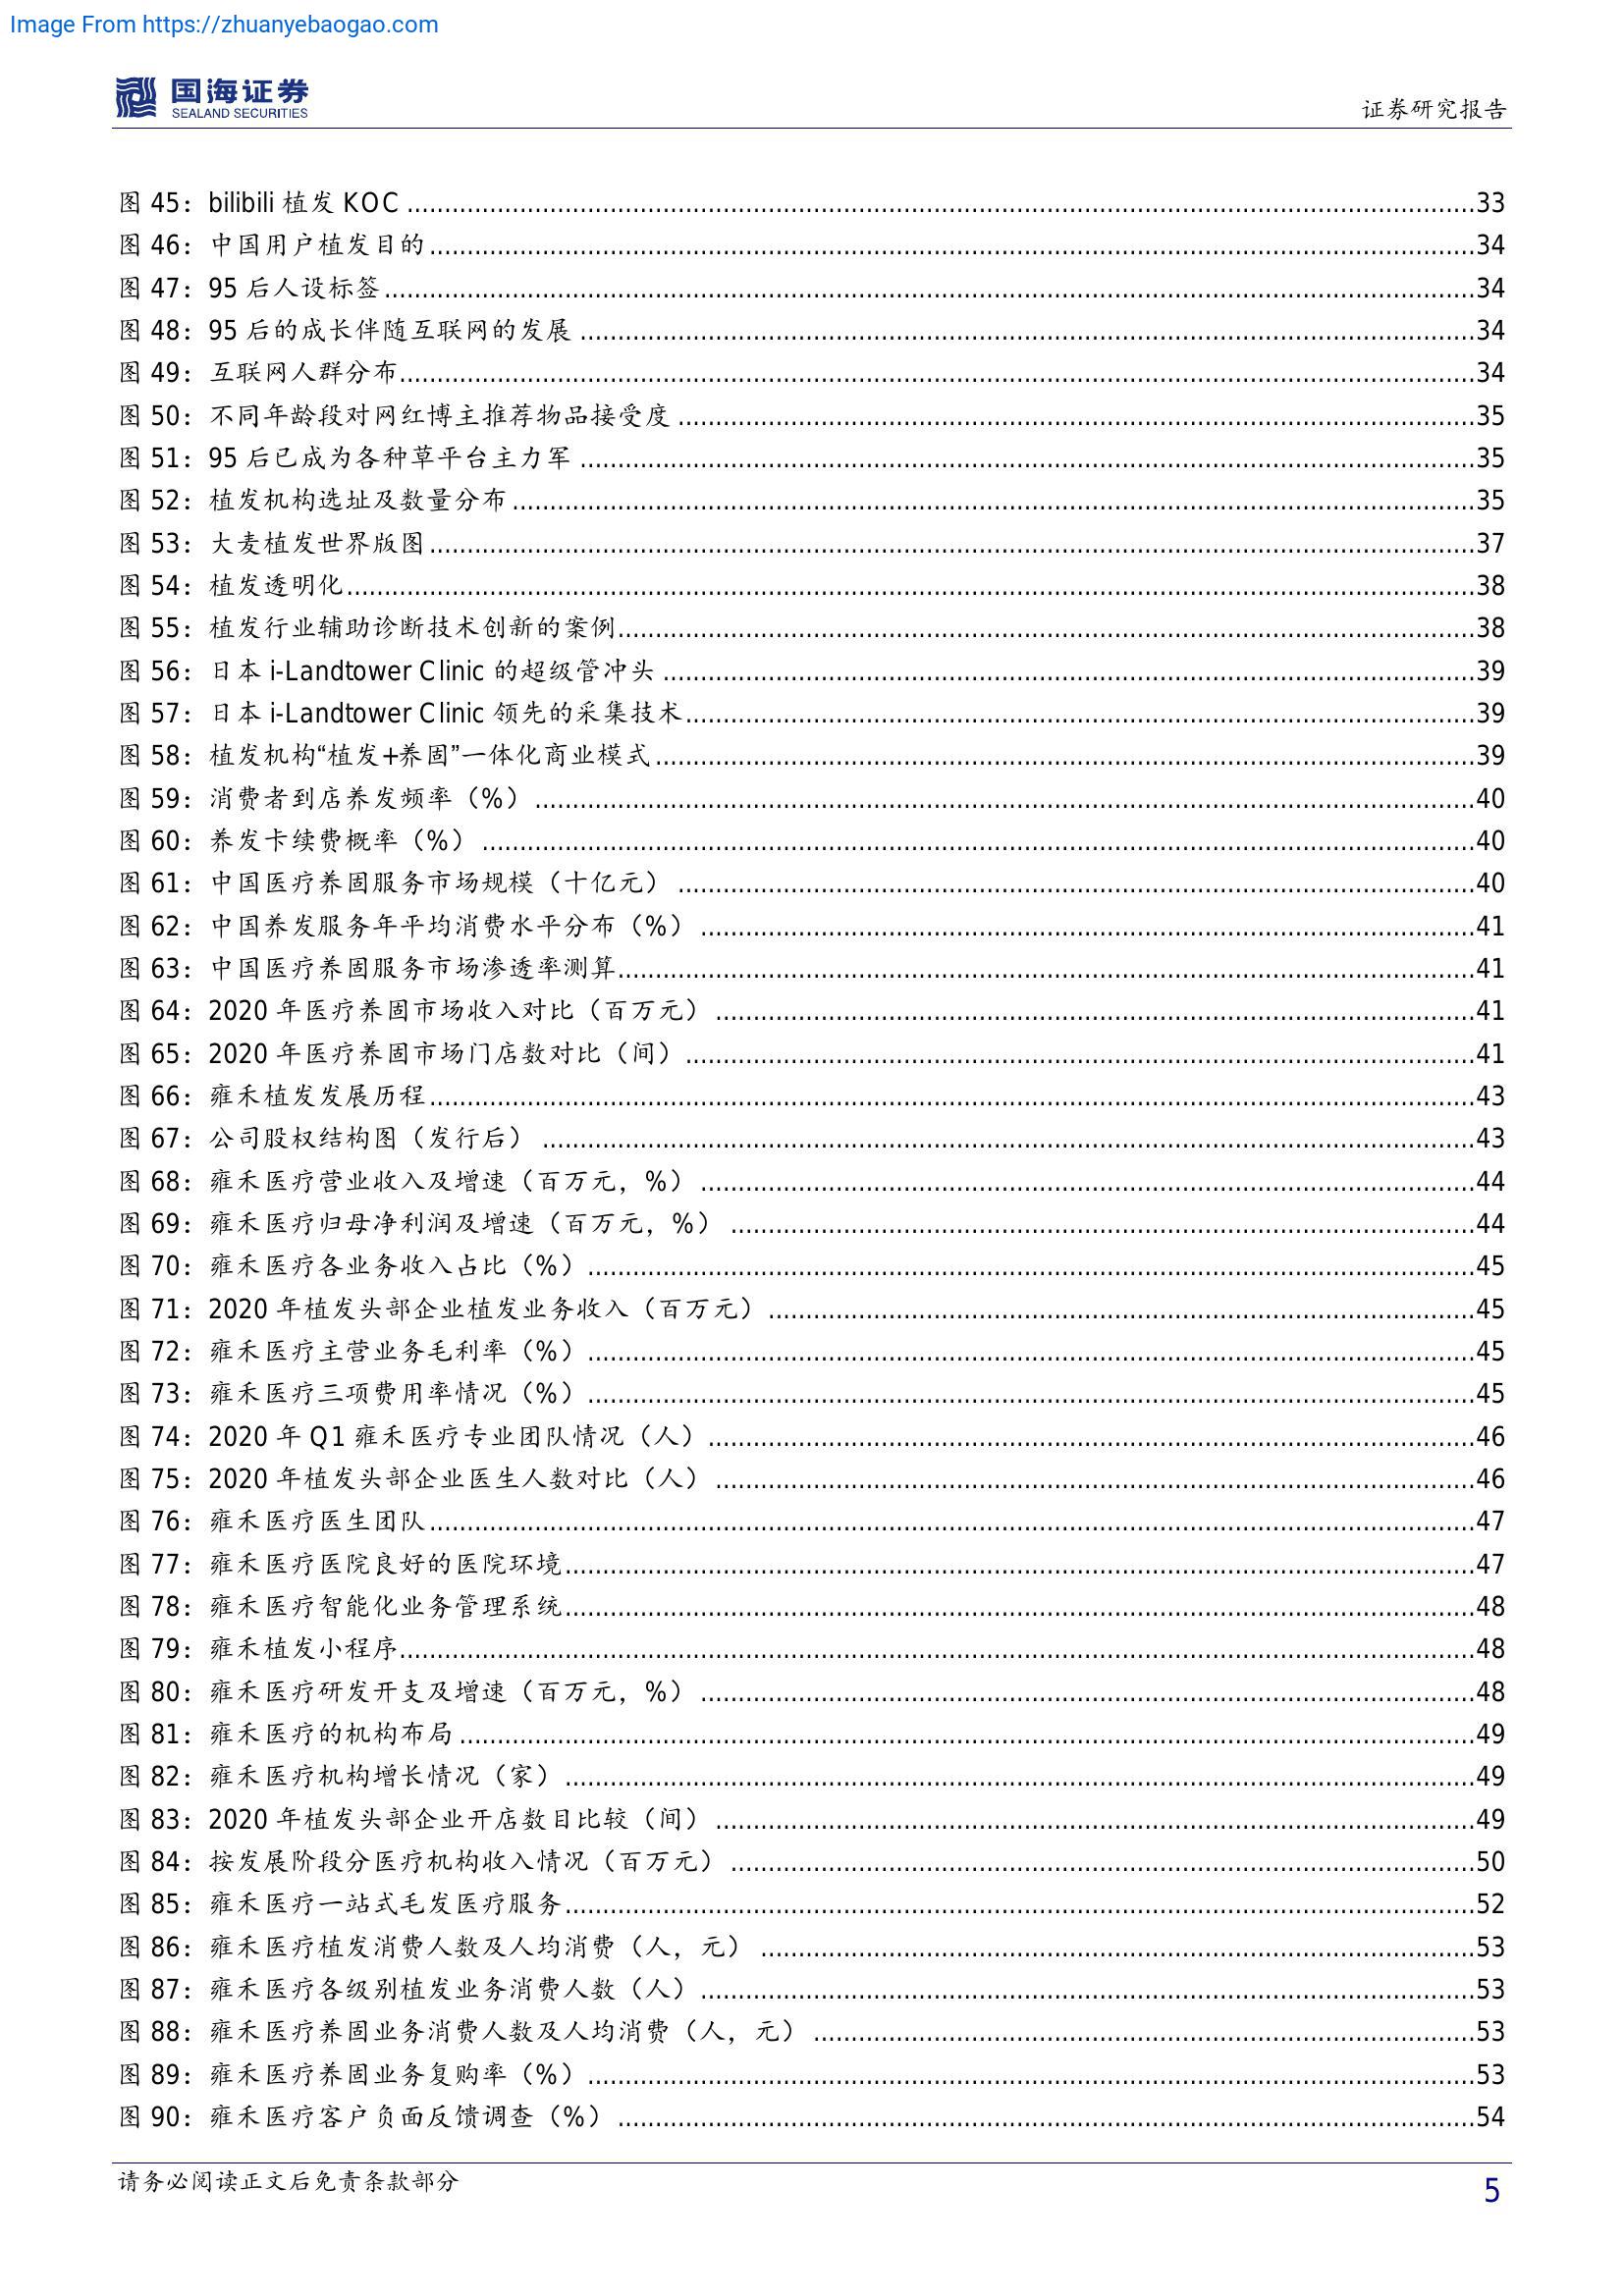 Image From https://zhuanyebaogao.com
国海证券
SEALAND SECURITIES
证券研究报告
图 45：bilibili 植发 KOC ........ 33
图 46：中国用户植发目的 ........ 34
图 47：95 后人设标签 ........ 34
图 48：95 后的成长伴随互联网的发展 ........ 34
图 49：互联网人群分布 ........ 34
图 50：不同年龄段对网红博主推荐物品接受度 ........ 35
图 51：95 后已成为各种草平台主力军 ........ 35
图 52：植发机构选址及数量分布 ........ 35
图 53：大麦植发世界版图 ........ 37
图 54：植发透明化 ........ 38
图 55：植发行业辅助诊断技术创新的案例 ........ 38
图 56：日本 i-Landtower Clinic 的超级管冲头 ........ 39
图 57：日本 i-Landtower Clinic 领先的采集技术 ........ 39
图 58：植发机构“植发+养固”一体化商业模式 ........ 39
图 59：消费者到店养发频率（%） ........ 40
图 60：养发卡续费概率（%） ........ 40
图 61：中国医疗养固服务市场规模（十亿元） ........ 40
图 62：中国养发服务年平均消费水平分布（%） ........ 41
图 63：中国医疗养固服务市场渗透率测算 ........ 41
图 64：2020 年医疗养固市场收入对比（百万元） ........ 41
图 65：2020 年医疗养固市场门店数对比（间） ........ 41
图 66：雍禾植发发展历程 ........ 43
图 67：公司股权结构图（发行后） ........ 43
图 68：雍禾医疗营业收入及增速（百万元，%） ........ 44
图 69：雍禾医疗归母净利润及增速（百万元，%） ........ 44
图 70：雍禾医疗各业务收入占比（%） ........ 45
图 71：2020 年植发头部企业植发业务收入（百万元） ........ 45
图 72：雍禾医疗主营业务毛利率（%） ........ 45
图 73：雍禾医疗三项费用率情况（%） ........ 45
图 74：2020 年 Q1 雍禾医疗专业团队情况（人） ........ 46
图 75：2020 年植发头部企业医生人数对比（人） ........ 46
图 76：雍禾医疗医生团队 ........ 47
图 77：雍禾医疗医院良好的医院环境 ........ 47
图 78：雍禾医疗智能化业务管理系统 ........ 48
图 79：雍禾植发小程序 ........ 48
图 80：雍禾医疗研发开支及增速（百万元，%） ........ 48
图 81：雍禾医疗的机构布局 ........ 49
图 82：雍禾医疗机构增长情况（家） ........ 49
图 83：2020 年植发头部企业开店数目比较（间） ........ 49
图 84：按发展阶段分医疗机构收入情况（百万元） ........ 50
图 85：雍禾医疗一站式毛发医疗服务 ........ 52
图 86：雍禾医疗植发消费人数及人均消费（人，元） ........ 53
图 87：雍禾医疗各级别植发业务消费人数（人） ........ 53
图 88：雍禾医疗养固业务消费人数及人均消费（人，元） ........ 53
图 89：雍禾医疗养固业务复购率（%） ........ 53
图 90：雍禾医疗客户负面反馈调查（%） ........ 54
请务必阅读正文后免责条款部分
5